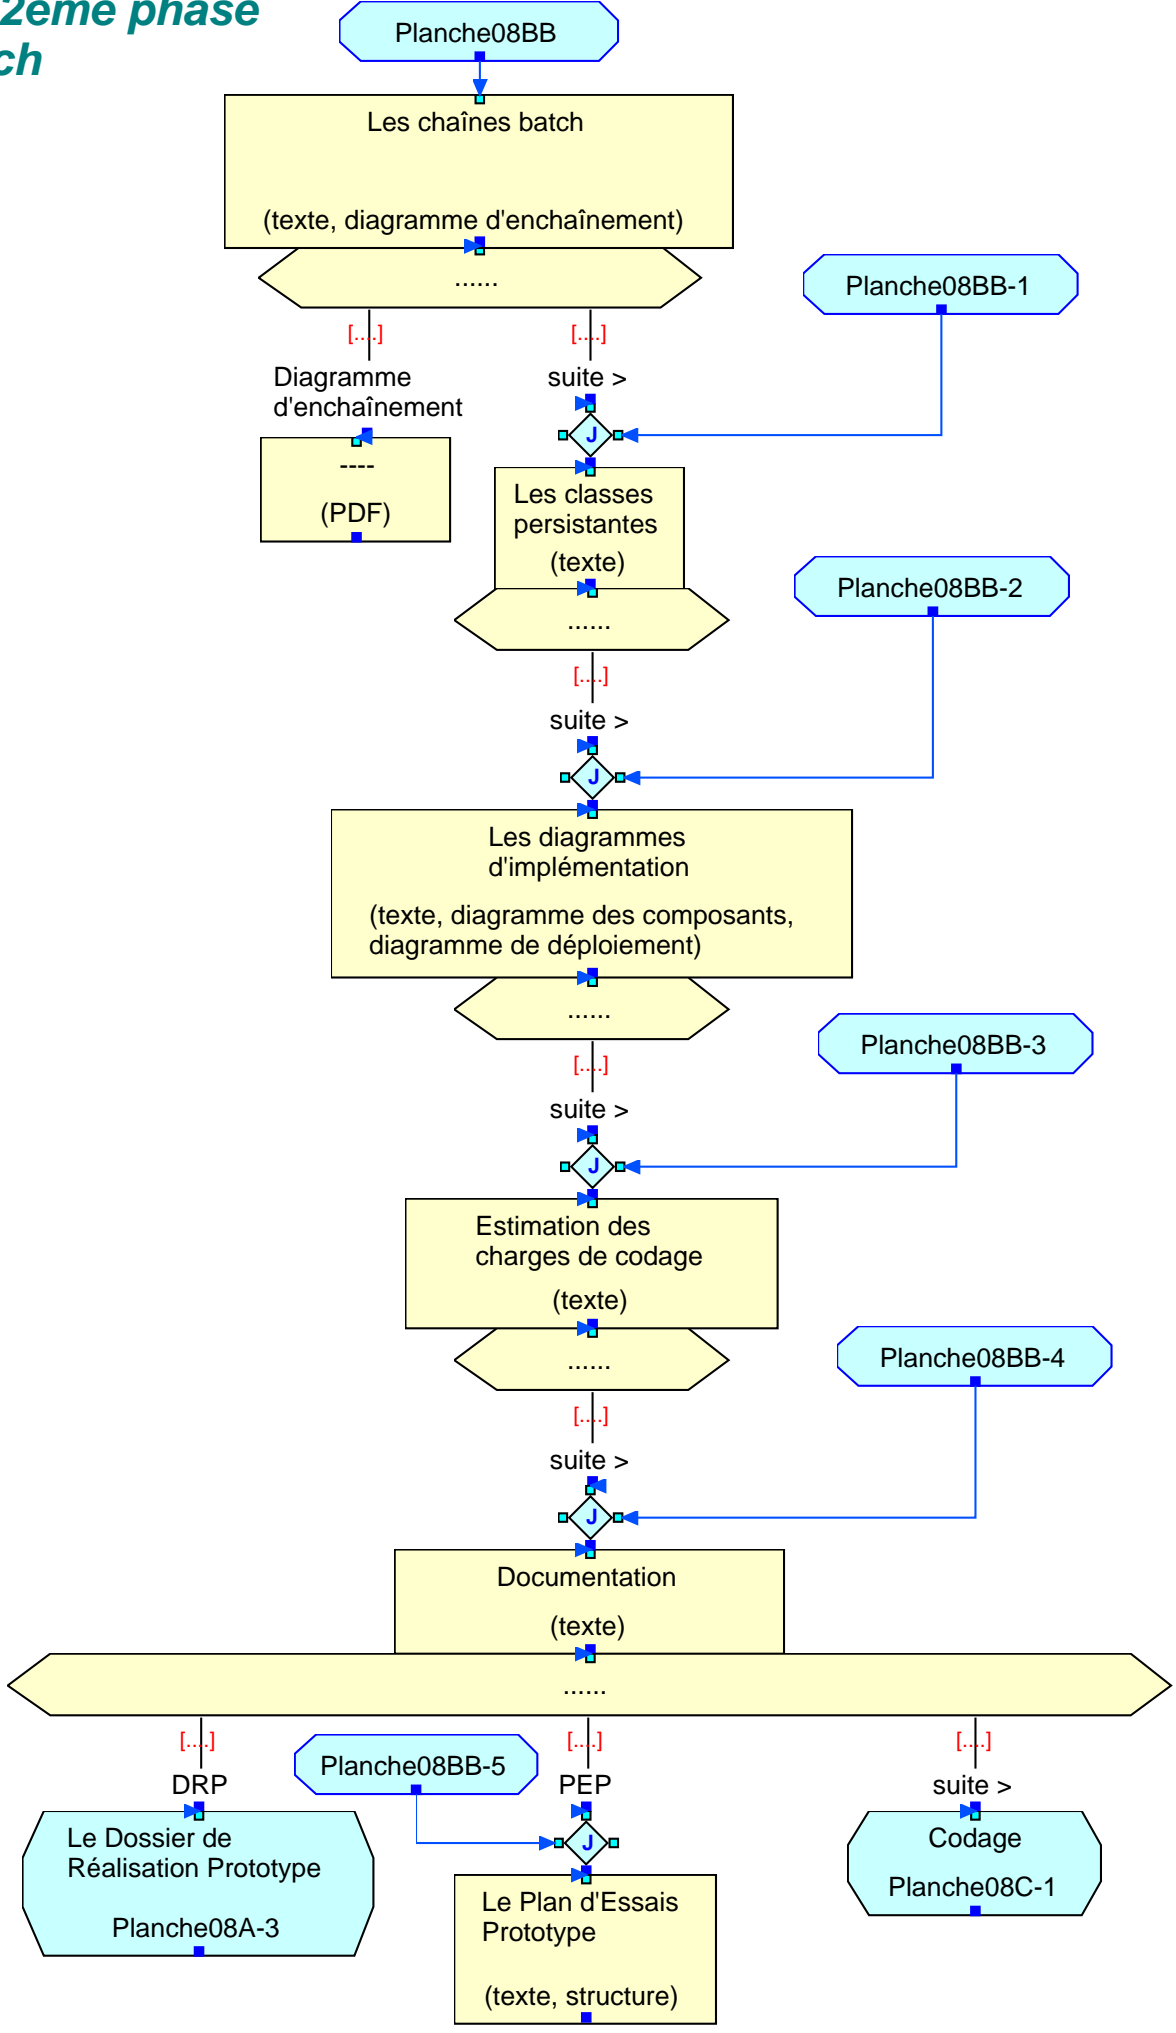 2ème phase
ch
Planche08BB
Les chaînes batch
(texte, diagramme d'enchaînement)
......
Planche08BB-1
[....]
[....]
Diagramme
d'enchaînement
suite >
J
----
(PDF)
Les classes
persistantes
(texte)
......
Planche08BB-2
[....]
suite >
J
Les diagrammes
d'implémentation
(texte, diagramme des composants,
diagramme de déploiement)
......
Planche08BB-3
[....]
suite >
J
Estimation des
charges de codage
(texte)
......
Planche08BB-4
[....]
suite >
J
Documentation
(texte)
......
[....]
[....]
[....]
Planche08BB-5
DRP
PEP
suite >
Le Dossier de
Réalisation Prototype
Planche08A-3
J
Le Plan d'Essais
Prototype
(texte, structure)
Codage
Planche08C-1